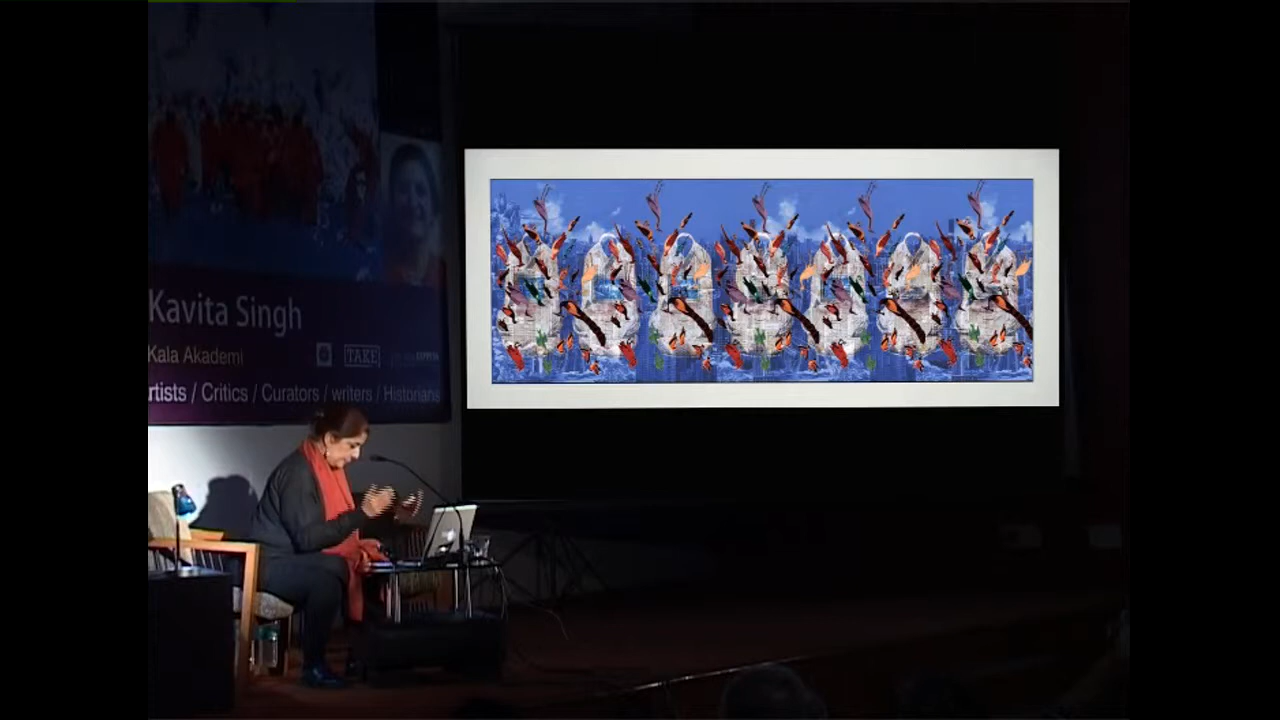 Kavita Singh
Kala Akademi
TAKE
rtists / Critics / Curators / writers / Historians